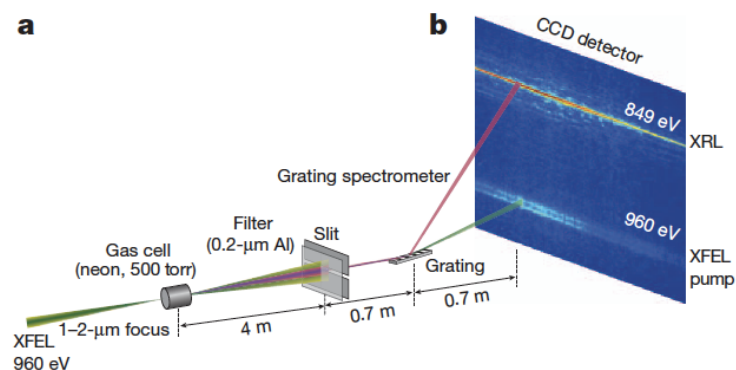 a
b
CCD detector
849 eV
XRL
Grating spectrometer
960 eV
XFEL
pump
Filter
(0.2-μm Al)
Slit
Gas cell
(neon, 500 torr)
Grating
0.7 m
0.7 m
4 m
1–2-μm focus
XFEL
960 eV